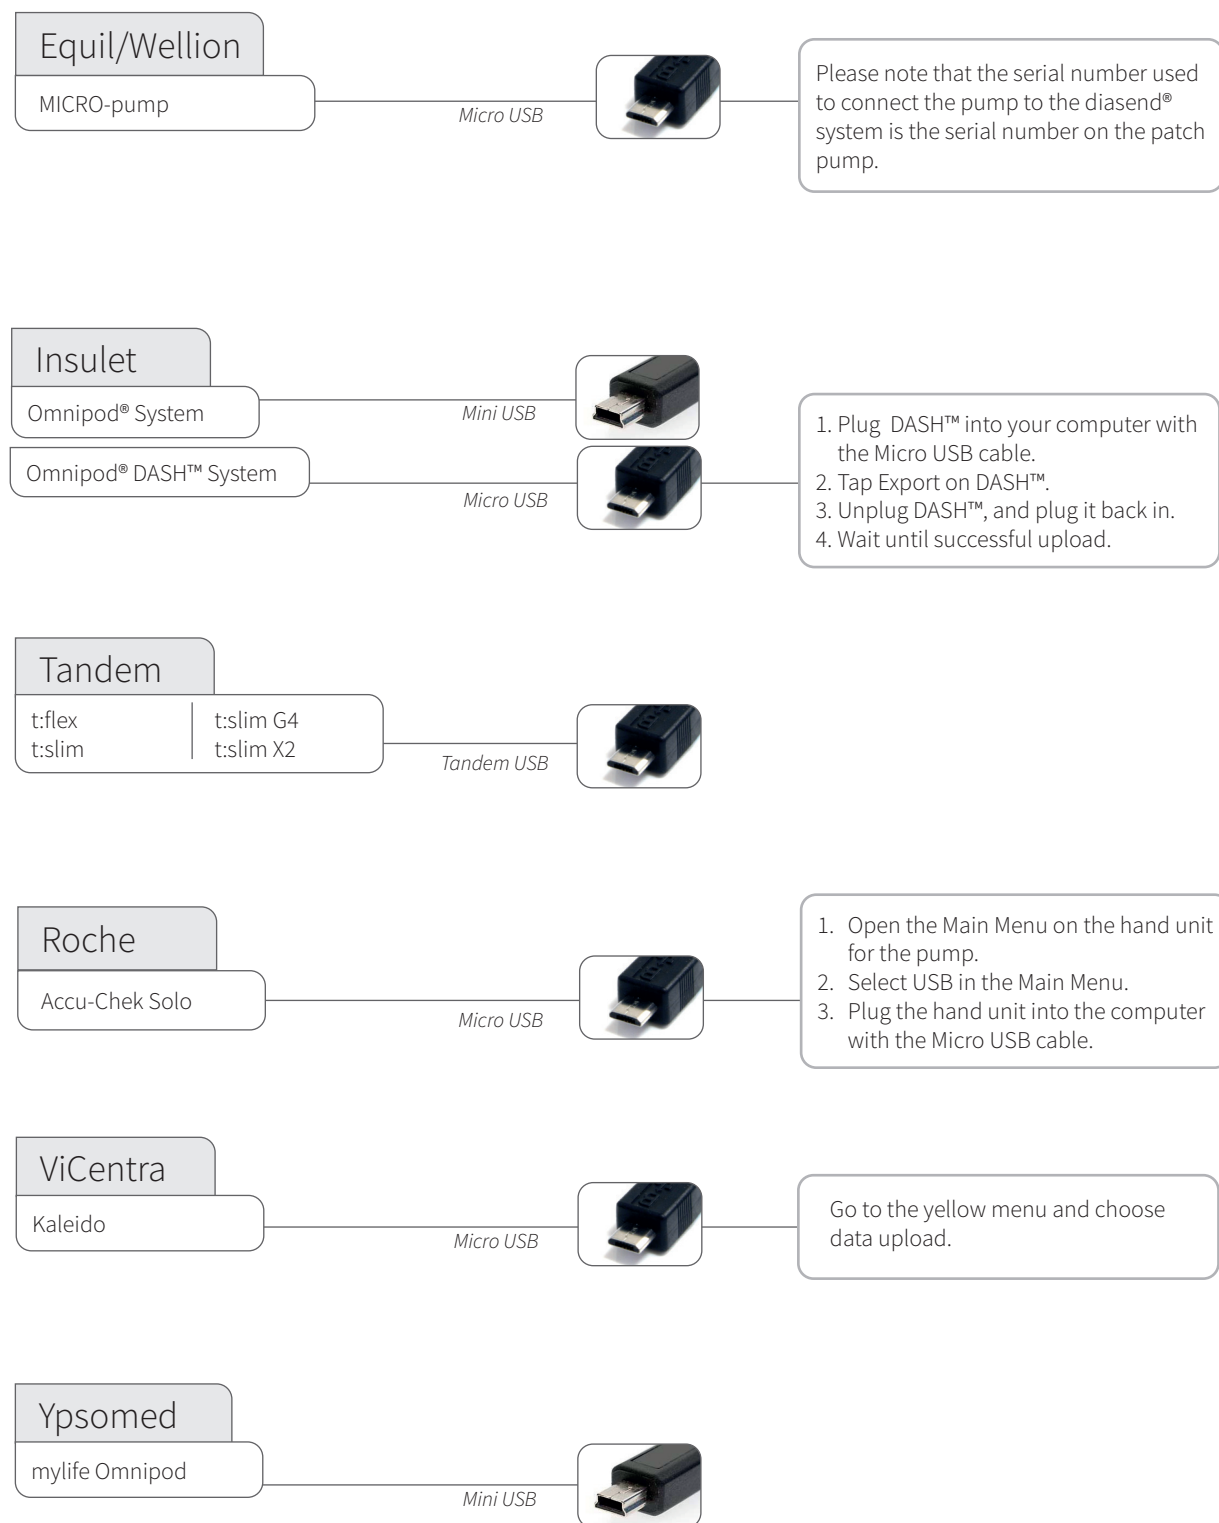 Equil/Wellion
MICRO-pump
Micro USB
Please note that the serial number used
to connect the pump to the diasend®
system is the serial number on the patch
pump.
Insulet
Omnipod® System
Mini USB
Omnipod® DASH™ System
Micro USB
1. Plug DASH™ into your computer with
the Micro USB cable.
2. Tap Export on DASH™.
3. Unplug DASH™, and plug it back in.
4. Wait until successful upload.
Tandem
t:flex
t:slim
t:slim G4
t:slim X2
Tandem USB
Roche
Accu-Chek Solo
Micro USB
1. Open the Main Menu on the hand unit
for the pump.
2. Select USB in the Main Menu.
3. Plug the hand unit into the computer
with the Micro USB cable.
ViCentra
Kaleido
Micro USB
Go to the yellow menu and choose
data upload.
Ypsomed
mylife Omnipod
Mini USB